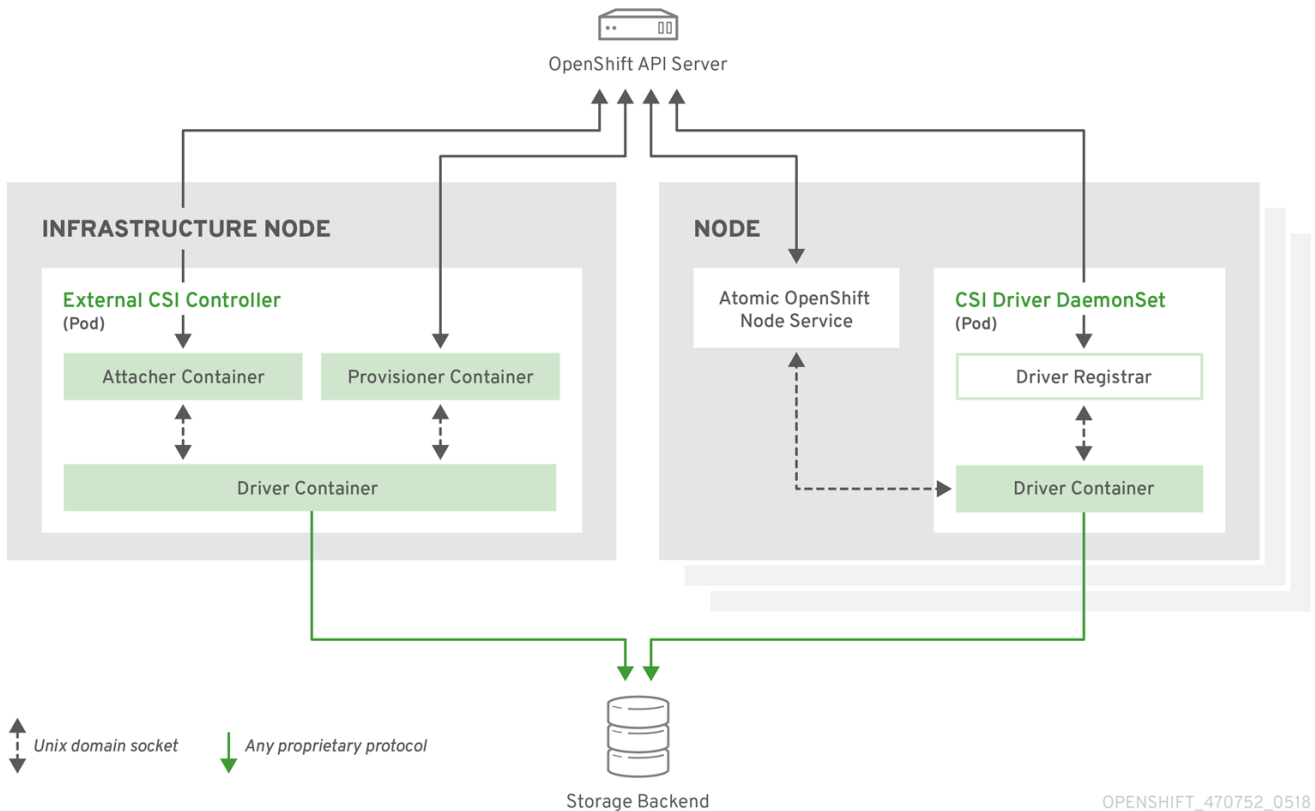 OpenShift API Server
INFRASTRUCTURE NODE
External CSI Controller
(Pod)
Attacher Container
Provisioner Container
Driver Container
NODE
Atomic OpenShift
Node Service
CSI Driver DaemonSet
(Pod)
Driver Registrar
Driver Container
Unix domain socket
Any proprietary protocol
Storage Backend
OPENSHIFT_470752_0518